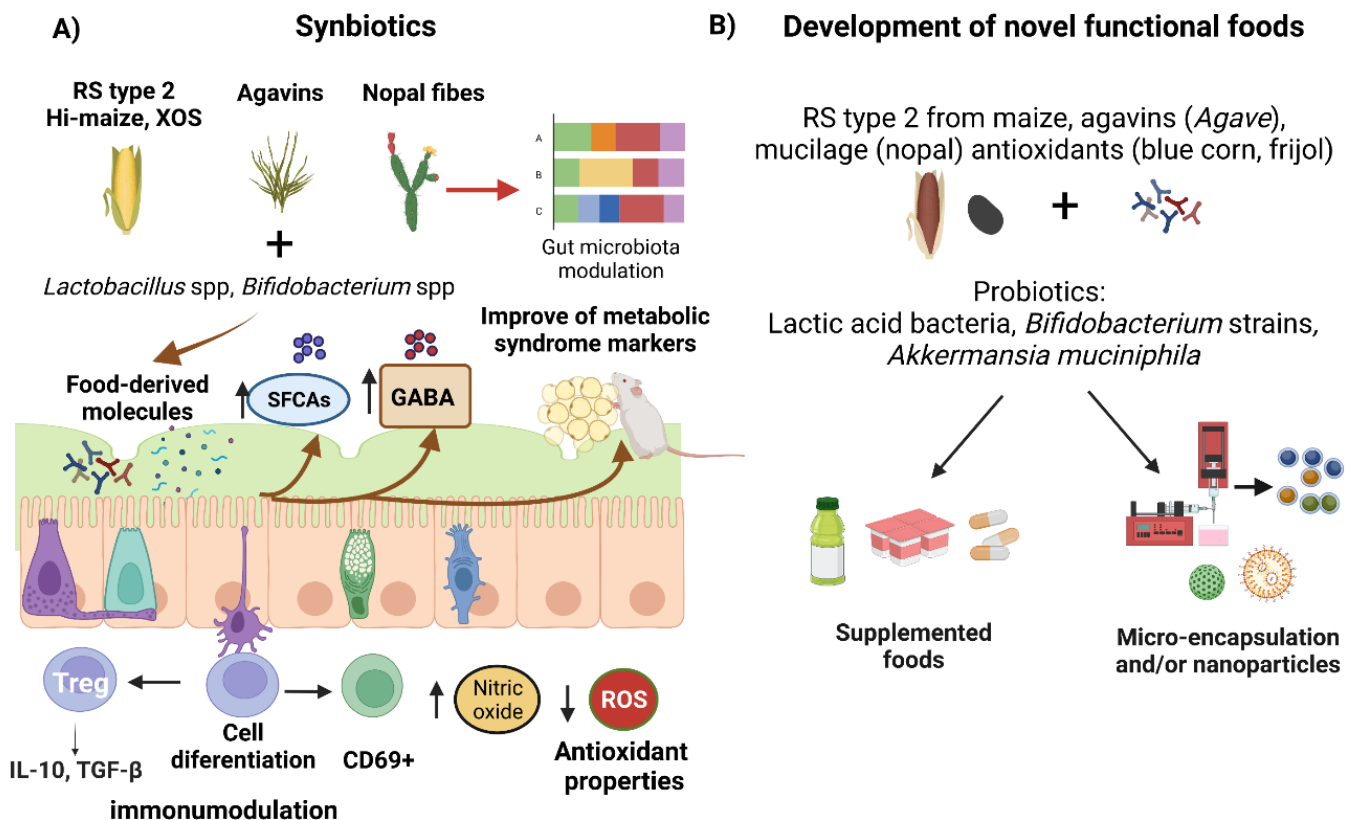 A)
Synbiotics
RS type 2
Hi-maize, XOS
Agavins
Nopal fibes
A
B
C
Gut microbiota
modulation
Lactobacillus spp, Bifidobacterium spp
Improve of metabolic
syndrome markers
Food-derived
molecules
SFCAs
GABA
Treg
Cell
diferentiation
CD69+
Nitric
oxide
ROS
Antioxidant
properties
IL-10, TGF-β
immonumodulation
B)
Development of novel functional foods
RS type 2 from maize, agavins (Agave),
mucilage (nopal) antioxidants (blue corn, frijol)
Probiotics:
Lactic acid bacteria, Bifidobacterium strains,
Akkermansia muciniphila
Supplemented
foods
Micro-encapsulation
and/or nanoparticles